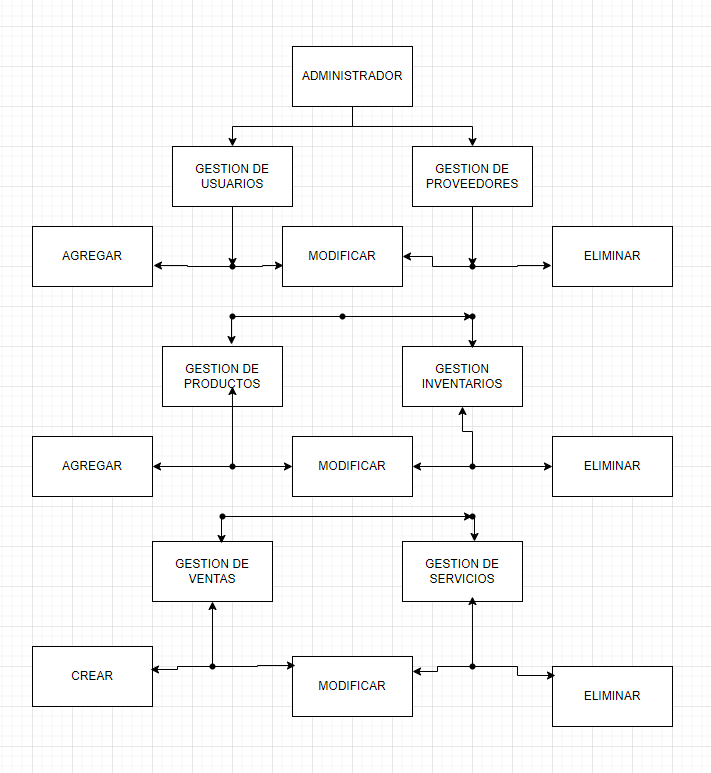 ADMINISTRADOR
GESTION DE
USUARIOS
GESTION DE
PROVEEDORES
AGREGAR
MODIFICAR
ELIMINAR
GESTION DE
PRODUCTOS
GESTION
INVENTARIOS
AGREGAR
MODIFICAR
ELIMINAR
GESTION DE
VENTAS
GESTION DE
SERVICIOS
CREAR
MODIFICAR
ELIMINAR